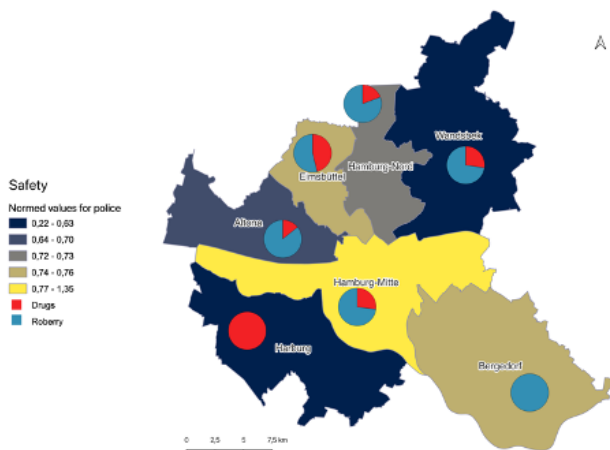 Wandsbek
Hamburg-Nord
Eimsbüttel
Safety
Normed values for police
0,22 - 0,63
0,64 - 0,70
0,72 - 0,73
0,74 - 0,76
0,77 - 1,35
Drugs
Roberry
Altona
Hamburg-Mitte
Harburg
Bergedorf
0 2,5 5 7,5 km